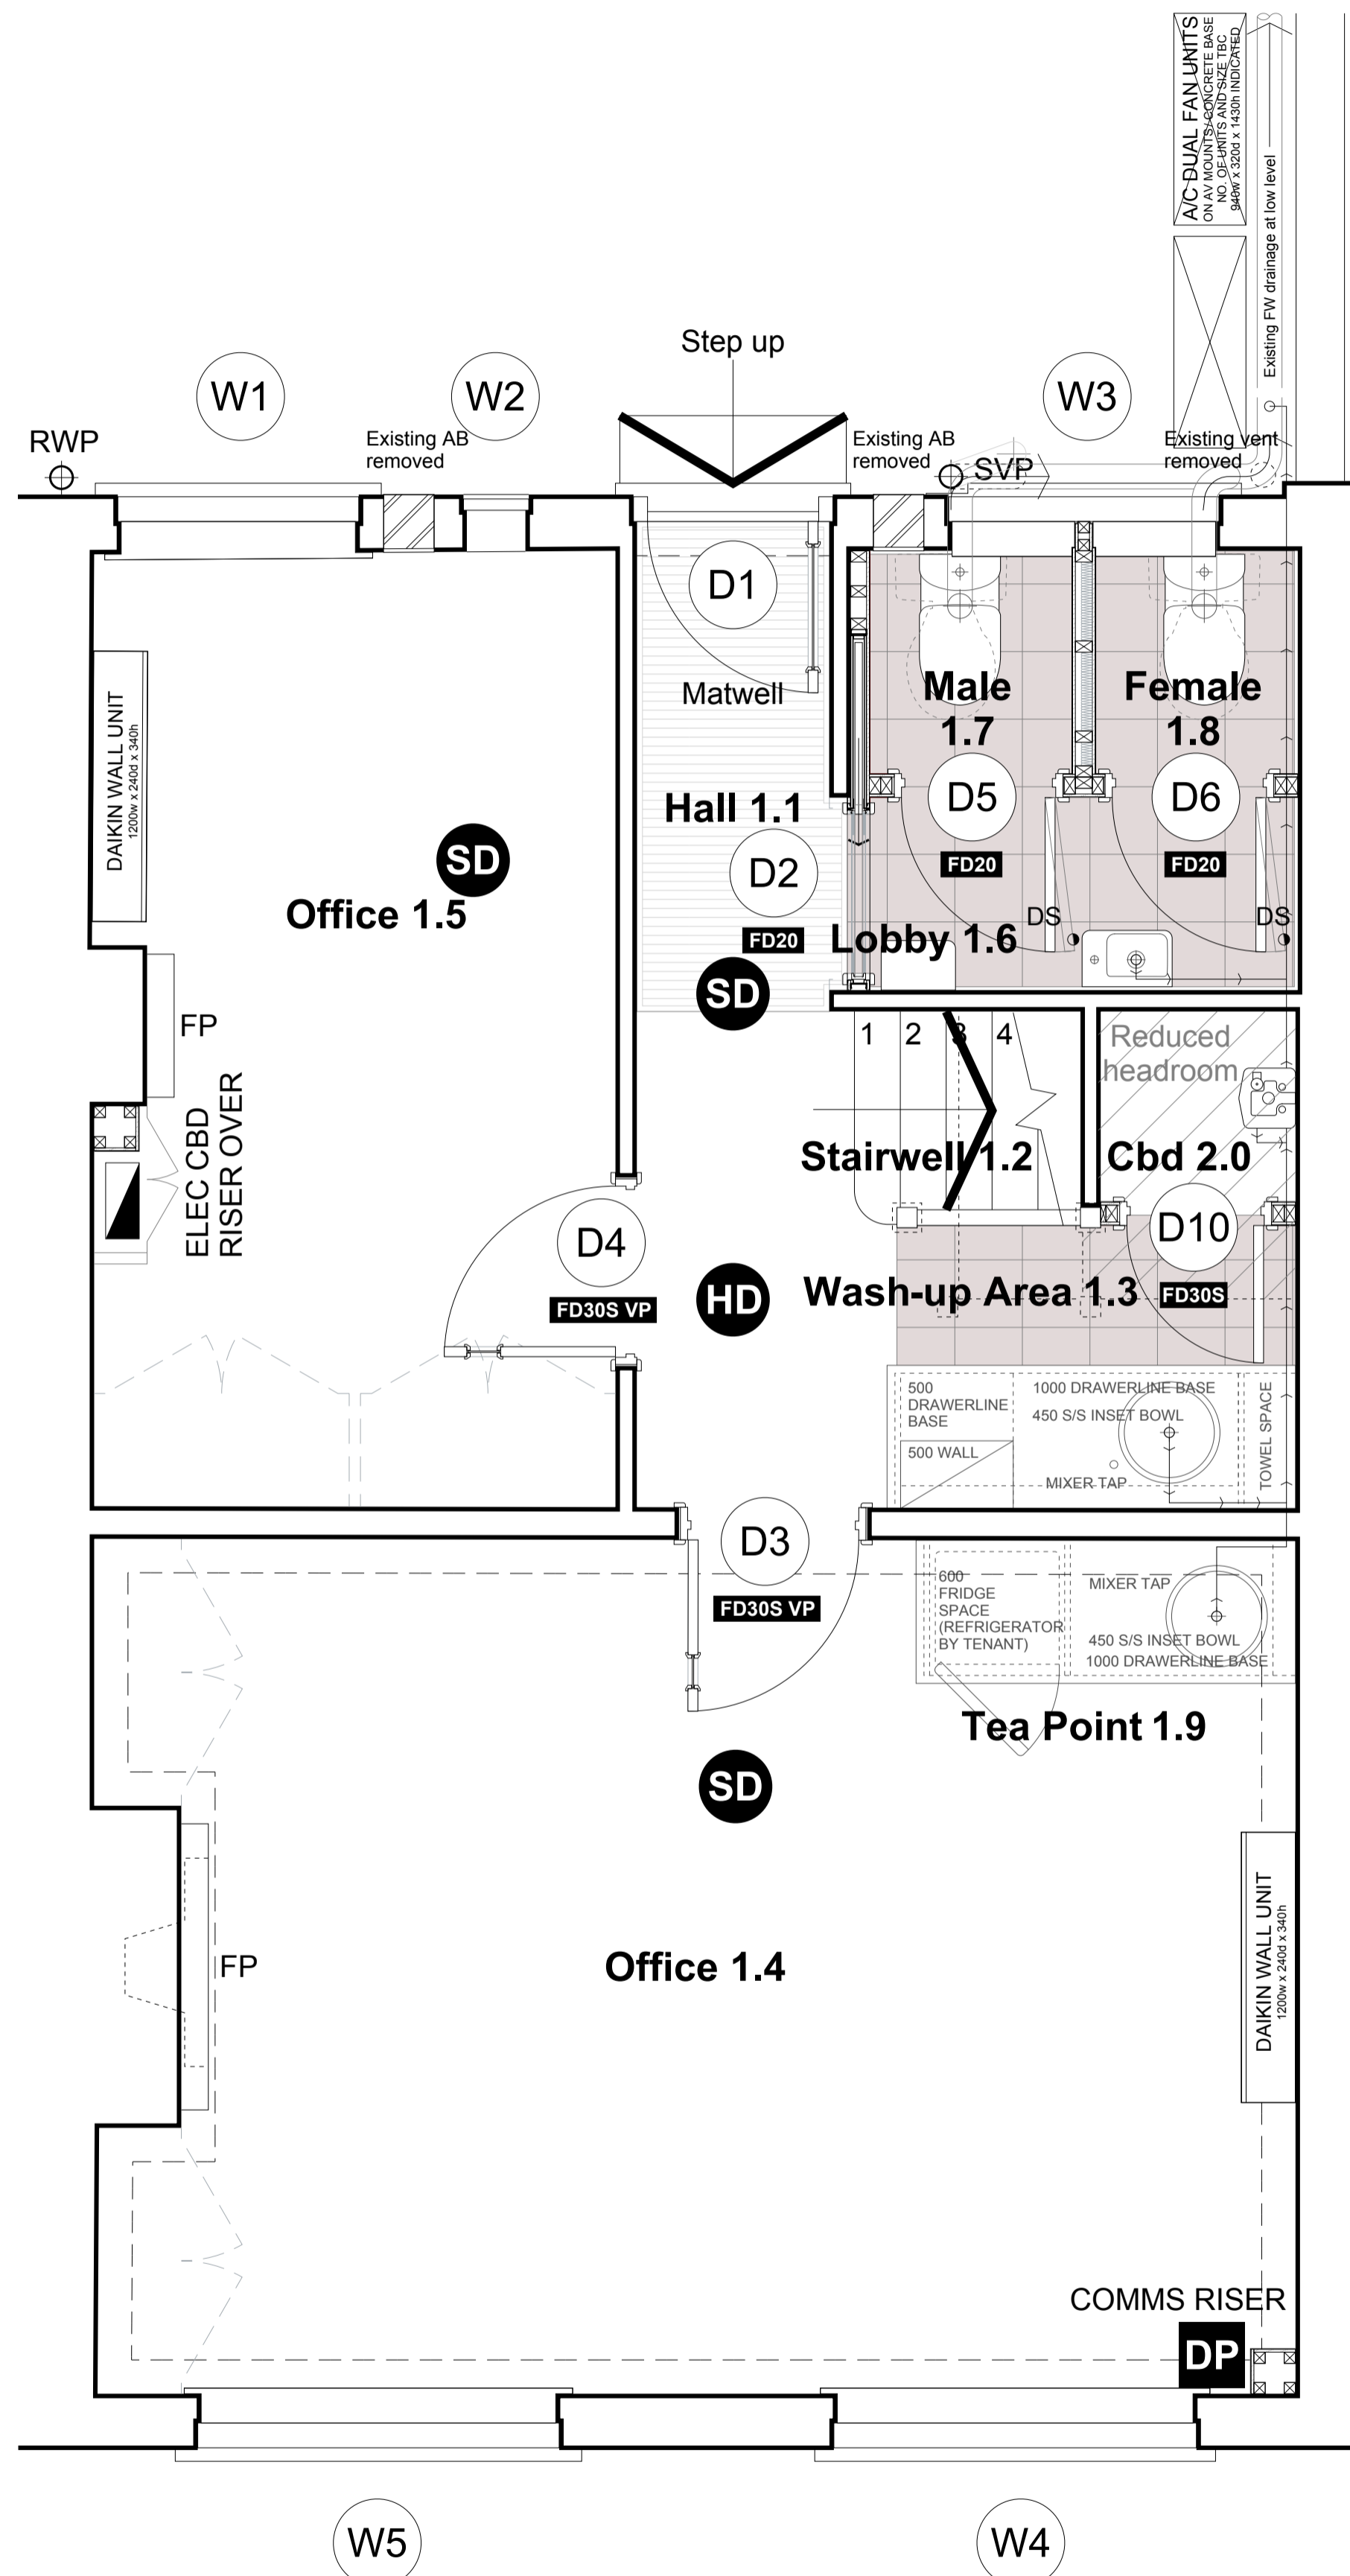 A/C DUAL FAN UNITS
ON AV MOUNTS/CONCRETE BASE
NO. OF UNITS AND SIZE TBC
940w x 320d x 1430h INDICATED
Existing FW drainage at low level
Step up
W1
W2
W3
RWP
Existing AB
removed
Existing AB
removed
SVP
Existing vent
removed
D1
Matwell
DAIKIN WALL UNIT
1200w x 240d x 340h
Male
1.7
Female
1.8
D5
D6
Hall 1.1
D2
FD20
FD20
SD
Office 1.5
FD20
Lobby 1.6
DS
DS
SD
FP
1
2
3
4
Reduced
headroom
ELEC CBD
RISER OVER
Stairwell 1.2
Cbd 2.0
D4
D10
FD30S VP
HD
Wash-up Area 1.3
FD30S
500
DRAWERLINE
BASE
1000 DRAWERLINE BASE
450 S/S INSET BOWL
500 WALL
MIXER TAP
TOWEL SPACE
D3
FD30S VP
600
FRIDGE
SPACE
(REFRIGERATOR
BY TENANT)
MIXER TAP
450 S/S INSET BOWL
1000 DRAWERLINE BASE
Tea Point 1.9
SD
FP
Office 1.4
DAIKIN WALL UNIT
1200w x 240d x 340h
COMMS RISER
DP
W5
W4